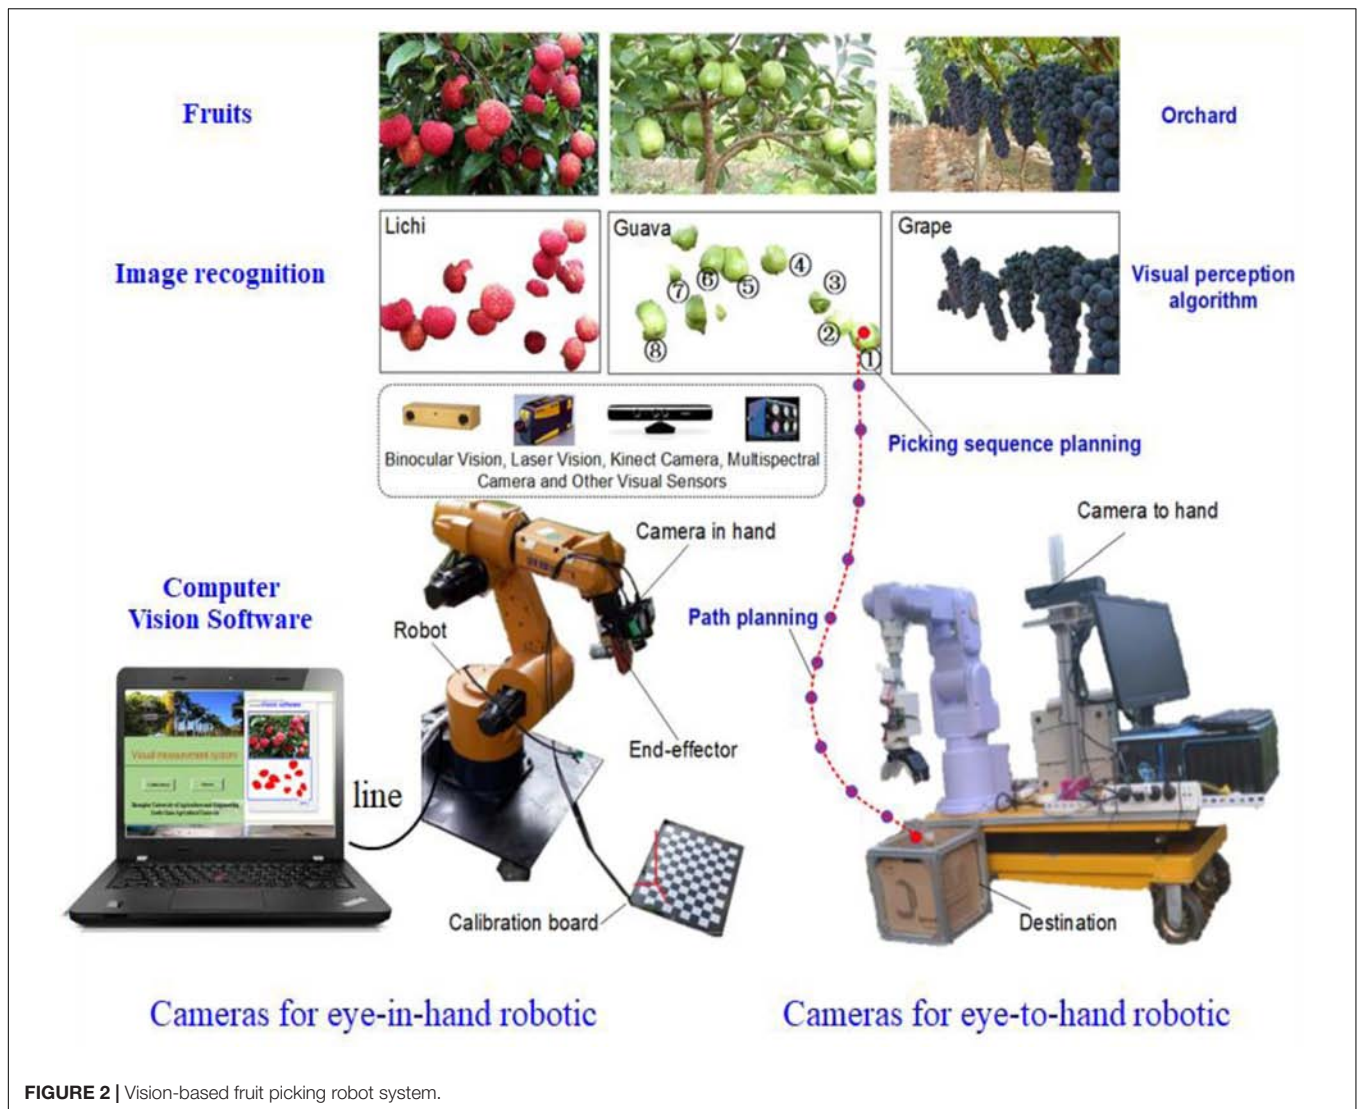 Fruits
Orchard
Image recognition
Lichi
Guava
Grape
Visual perception
algorithm
④
③
⑥
⑤
⑦
②
⑧
①
Binocular Vision, Laser Vision, Kinect Camera, Multispectral
Camera and Other Visual Sensors
Picking sequence planning
Camera in hand
Camera to hand
Computer
Vision Software
Robot
Path planning
End-effector
Visual measurement system
line
Calibration board
Destination
Cameras for eye-in-hand robotic
Cameras for eye-to-hand robotic
FIGURE 2 | Vision-based fruit picking robot system.